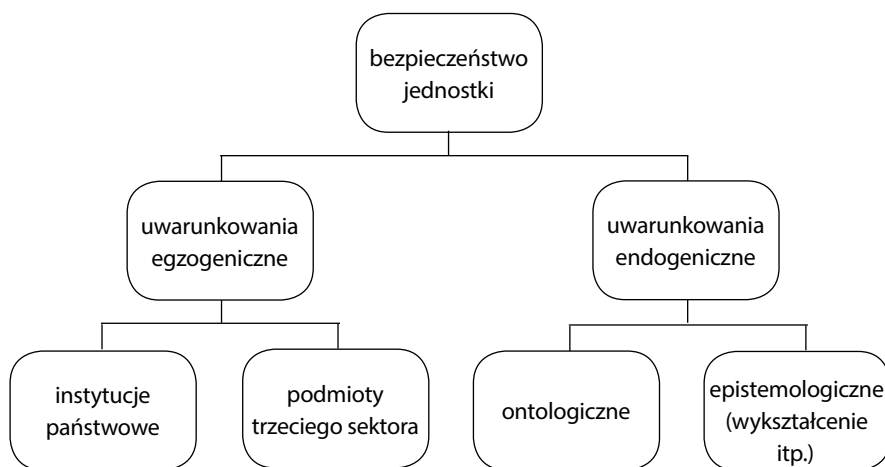 bezpieczeństwo
jednostki
uwarunkowania
egzogeniczne
uwarunkowania
endogeniczne
instytucje
państwowe
podmioty
trzeciego sektora
ontologiczne
epistemologiczne
(wykształcenie
itp.)